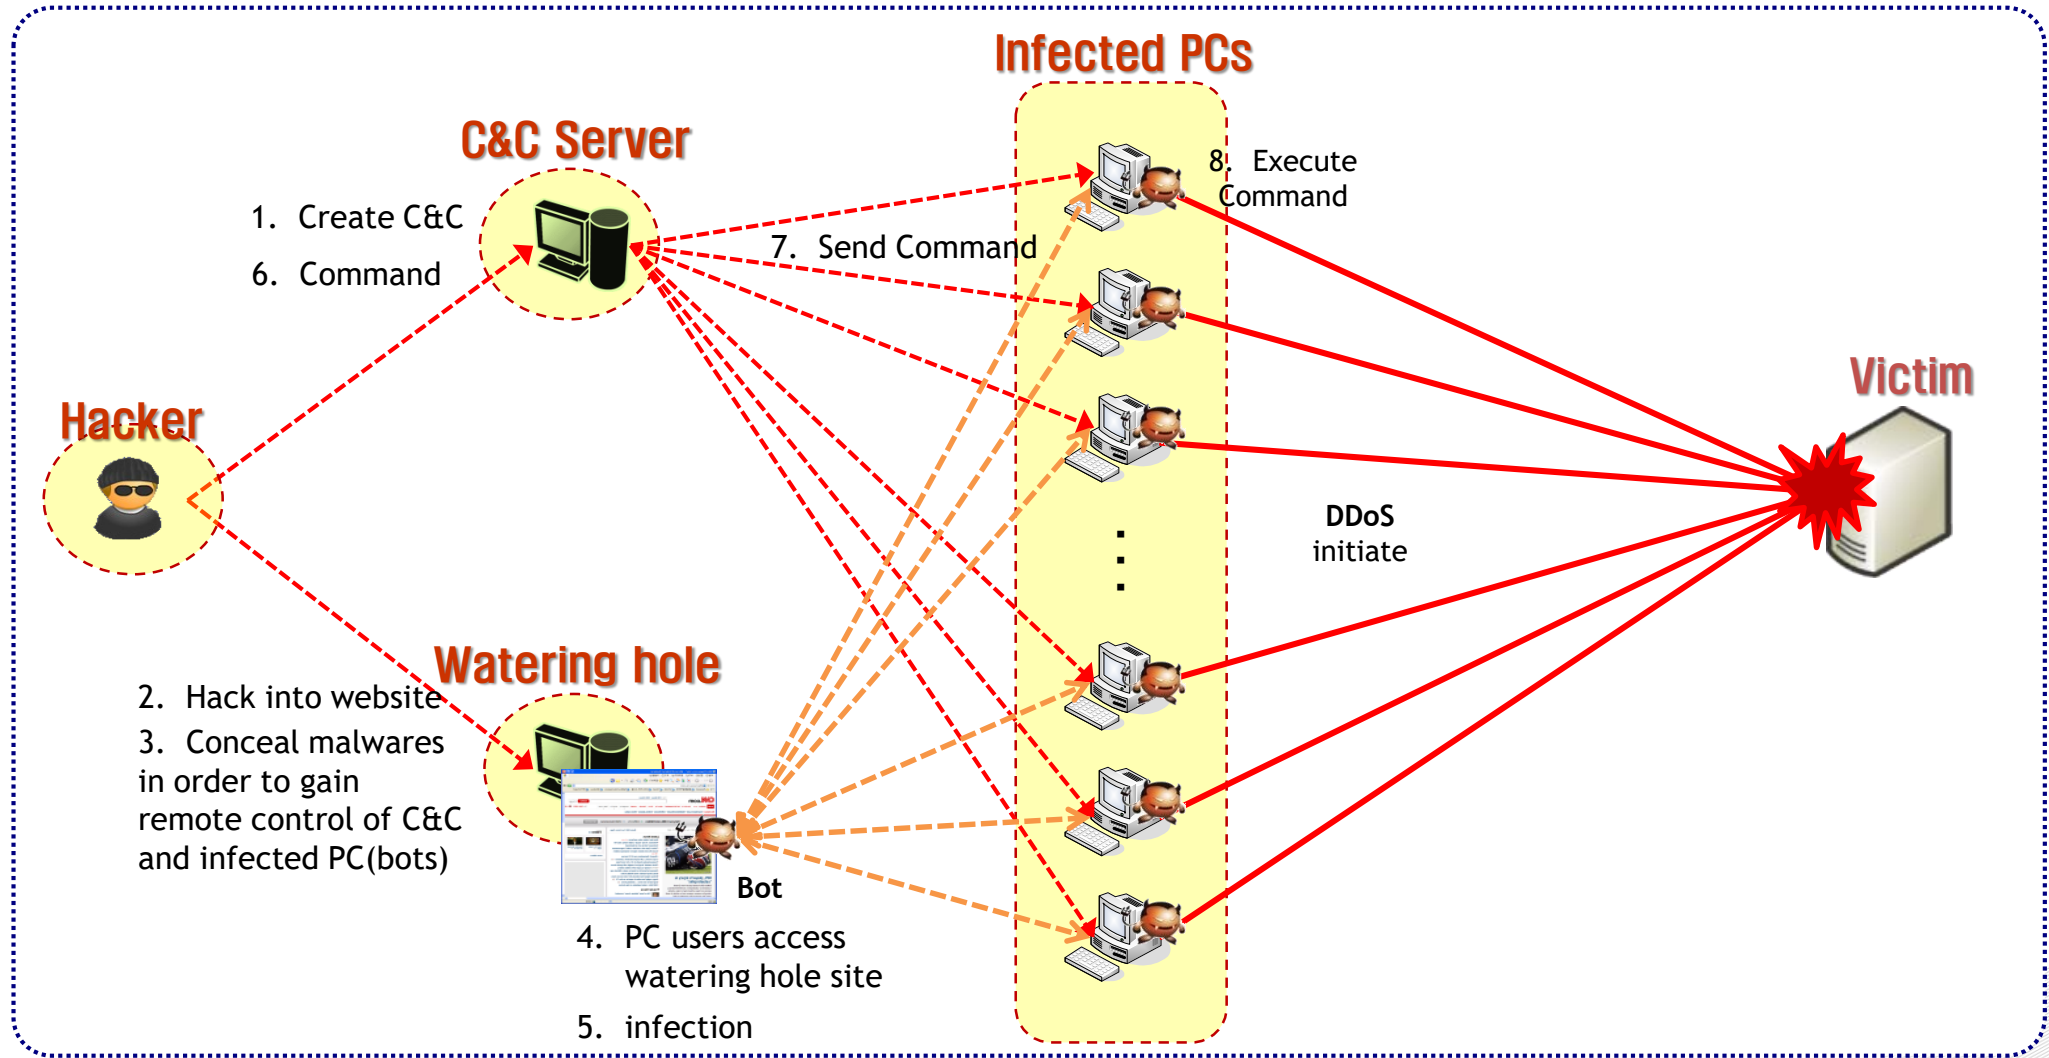 Infected PCs
C&C Server
8. Execute
Command
1. Create C&C
6. Command
7. Send Command
Victim
Hacker
DDoS
initiate
Watering hole
2. Hack into website
3. Conceal malwares
in order to gain
remote control of C&C
and infected PC(bots)
Bot
4. PC users access
watering hole site
5. infection